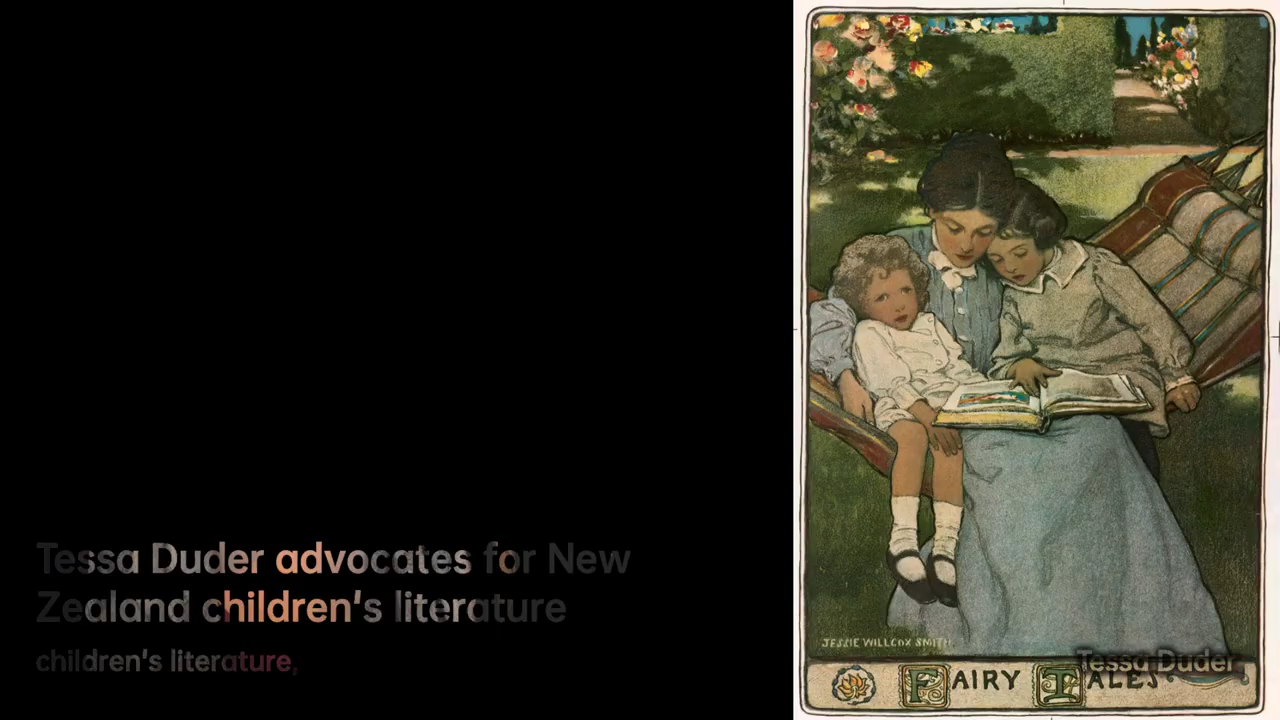 Tessa Duder advocates for New
Zealand children's literature
children's literature,
JESSIE WILLCOX SMITH.
Tessa Duder
FAIRY TALES